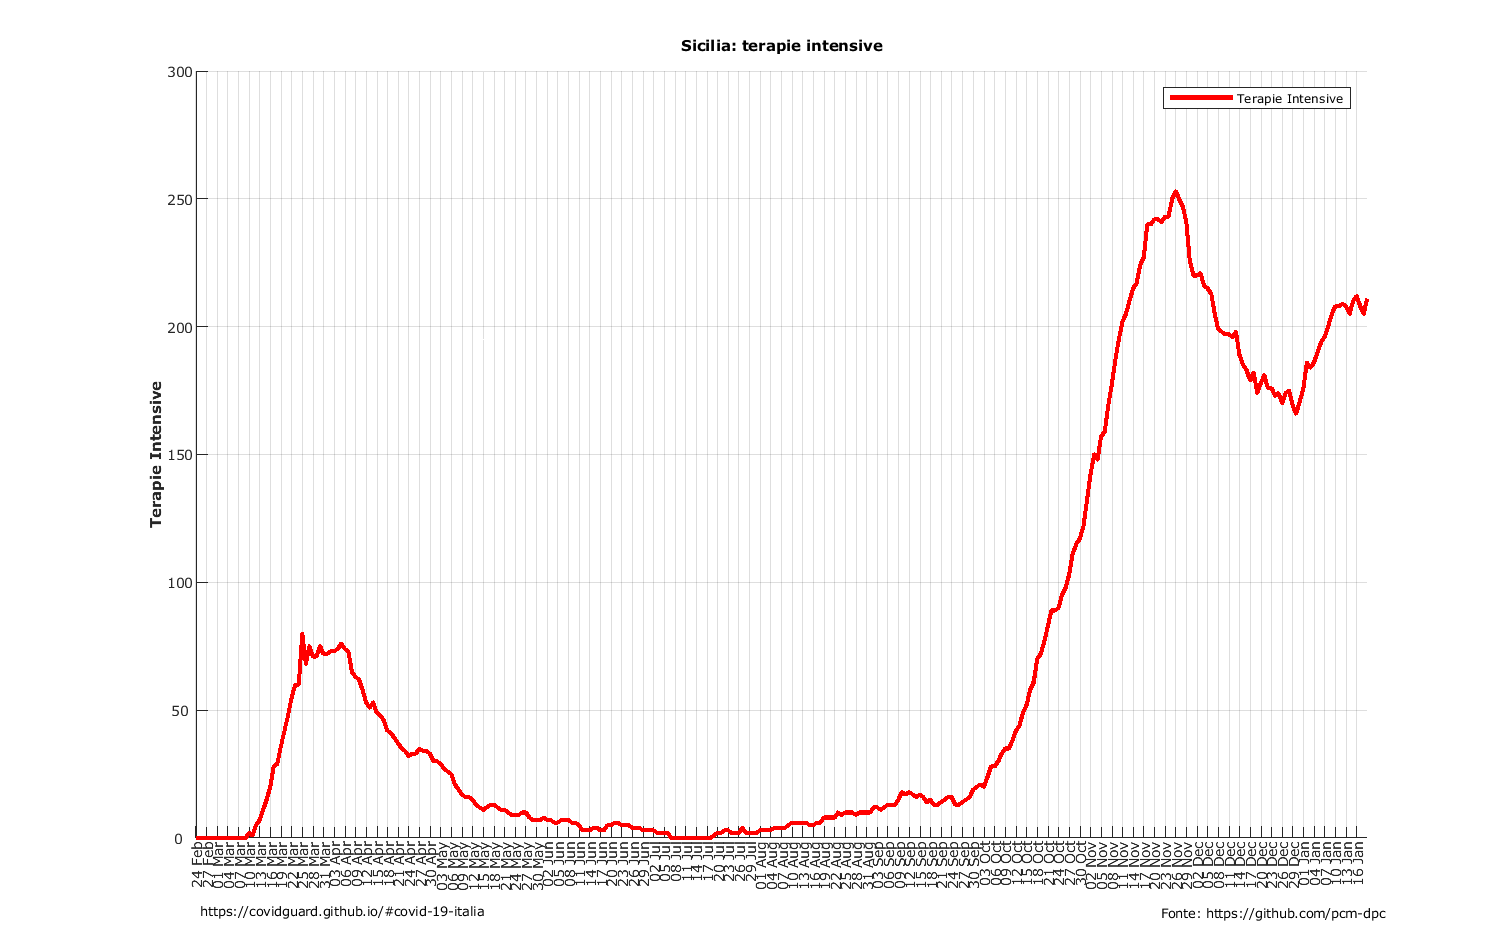 Sicilia: terapie intensive
Terapie Intensive
300
250
200
150
100
50
0
Terapie Intensive
24 Feb
27 Feb
01 Mar
04 Mar
07 Mar
10 Mar
13 Mar
16 Mar
19 Mar
22 Mar
25 Mar
28 Mar
31 Mar
03 Apr
06 Apr
09 Apr
12 Apr
15 Apr
18 Apr
21 Apr
24 Apr
27 Apr
30 Apr
03 May
06 May
09 May
12 May
15 May
18 May
21 May
24 May
27 May
30 May
02 Jun
05 Jun
08 Jun
11 Jun
14 Jun
17 Jun
20 Jun
23 Jun
26 Jun
29 Jun
02 Jul
05 Jul
08 Jul
11 Jul
14 Jul
17 Jul
20 Jul
23 Jul
26 Jul
29 Jul
01 Aug
04 Aug
07 Aug
10 Aug
13 Aug
16 Aug
19 Aug
22 Aug
25 Aug
28 Aug
31 Aug
03 Sep
06 Sep
09 Sep
12 Sep
15 Sep
18 Sep
21 Sep
24 Sep
27 Sep
30 Sep
03 Oct
06 Oct
09 Oct
12 Oct
15 Oct
18 Oct
21 Oct
24 Oct
27 Oct
30 Oct
02 Nov
05 Nov
08 Nov
11 Nov
14 Nov
17 Nov
20 Nov
23 Nov
26 Nov
29 Nov
02 Dec
05 Dec
08 Dec
11 Dec
14 Dec
17 Dec
20 Dec
23 Dec
26 Dec
29 Dec
01 Jan
04 Jan
07 Jan
10 Jan
13 Jan
16 Jan
https://covidguard.github.io/#covid-19-italia
Fonte: https://github.com/pcm-dpc